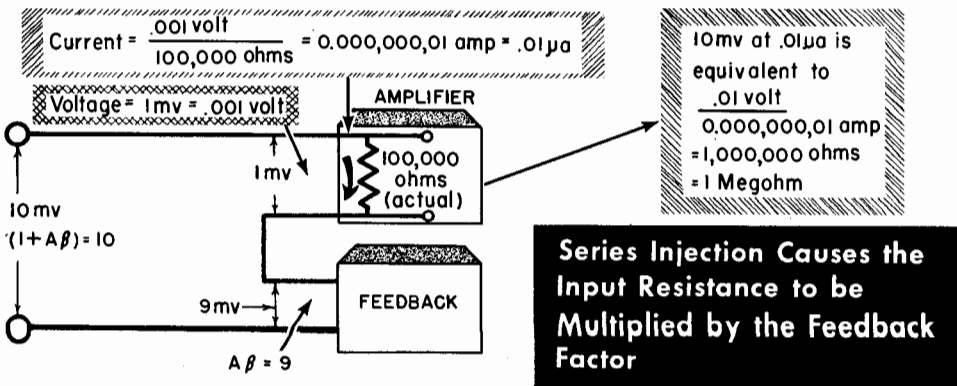 Current = .001 volt / 100,000 ohms = 0.000,000,01 amp = .01µa
Voltage = 1mv = .001 volt
AMPLIFIER
1mv
100,000
ohms
(actual)
10mv
(1+Aβ)=10
9mv
FEEDBACK
Aβ = 9
10mv at .01µa is
equivalent to
.01 volt
0.000,000,01 amp
=1,000,000 ohms
=1 Megohm
Series Injection Causes the
Input Resistance to be
Multiplied by the Feedback
Factor